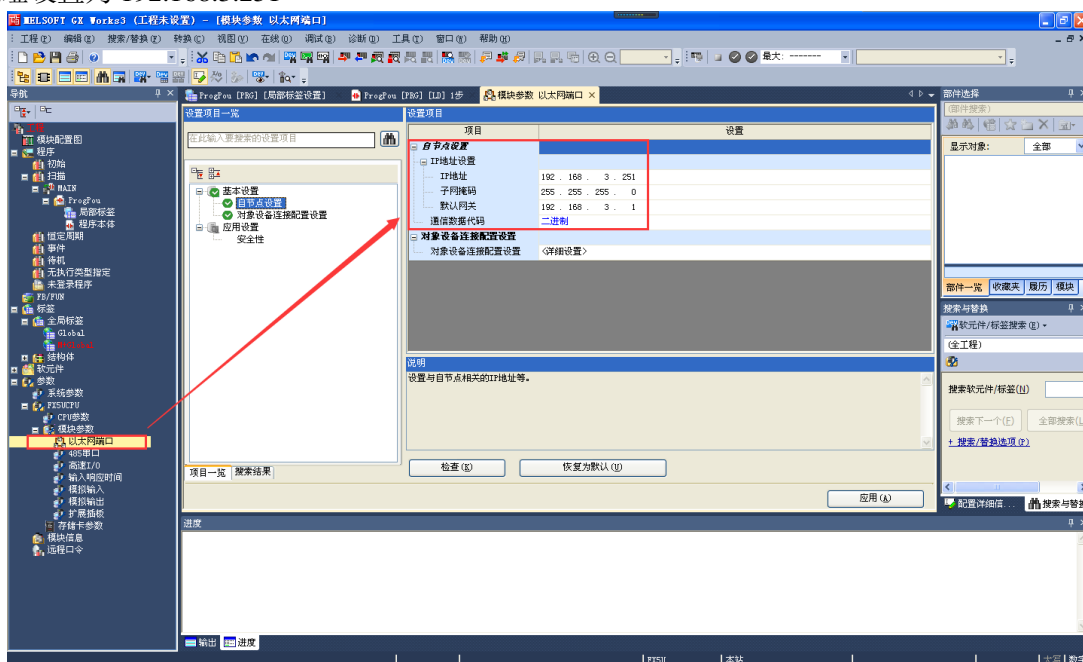 设置为 192.168.3.251
MELSOFT GX Works3 (工程未设置) - [模块参数 以太网端口]
工程(P) 编辑(E) 搜索/替换(F) 转换(C) 视图(V) 在线(O) 调试(B) 诊断(D) 工具(T) 窗口(W) 帮助(H)
最大: -------
导航
ProgPou [PRG] [局部标签设置]
ProgPou [PRG] [LD] 1步
模块参数 以太网端口
部件选择
设置项目一览
设置项目
(部件搜索)
在此输入要搜索的设置项目
项目
设置
显示对象:
全部
模块配置图
程序
初始
扫描
MAIN
ProgPou
局部标签
程序本体
恒定周期
事件
待机
无执行类型指定
未登录程序
FB/FUN
标签
全局标签
Global
结构体
软元件
参数
系统参数
FX5UCPU
CPU参数
模块参数
以太网端口
485串口
高速I/O
输入响应时间
模拟输入
模拟输出
扩展插板
存储卡参数
模块信息
远程口令
基本设置
自节点设置
对象设备连接配置设置
应用设置
安全性
自节点设置
IP地址设置
IP地址
192 . 168 . 3 . 251
子网掩码
255 . 255 . 255 . 0
默认网关
192 . 168 . 3 . 1
通信数据代码
二进制
对象设备连接配置设置
对象设备连接配置设置
<详细设置>
说明
设置与自节点相关的IP地址等。
项目一览
搜索结果
检查(K)
恢复为默认(U)
应用(A)
部件一览
收藏夹
履历
模块
搜索与替换
软元件/标签搜索(E)
(全工程)
搜索软元件/标签(N)
搜索下一个(F)
全部搜索(L
+ 搜索/替换选项(P)
配置详细信...
搜索与替换
进度
输出
进度
FX5U
本站
大写
数字